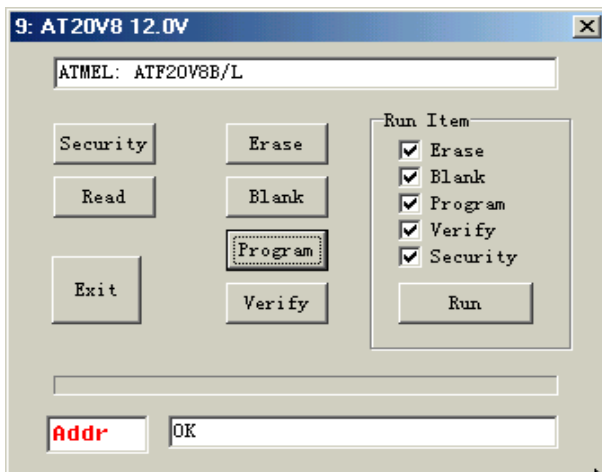 9: AT20V8 12.0V
ATMEL: ATF20V8B/L
Security
Erase
Read
Blank
Program
Exit
Verify
Run Item
Erase
Blank
Program
Verify
Security
Run
Addr
OK